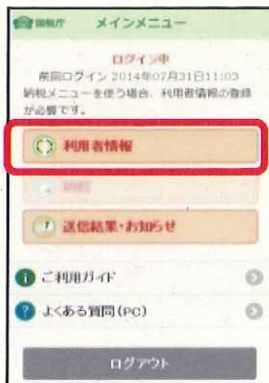 国税庁 メインメニュー
ログイン中
前回ログイン 2014年07月31日11:03
納税メニューを使う場合、利用者情報の登録
が必要です。
利用者情報
納税
送信結果・お知らせ
ご利用ガイド
よくある質問(PC)
ログアウト